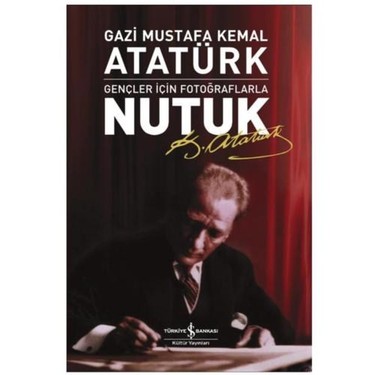 GAZİ MUSTAFA KEMAL
ATATÜRK
GENÇLER İÇİN FOTOĞRAFLARLA
NUTUK
K. Atatürk
TÜRKİYE İŞ BANKASI
Kültür Yayınları